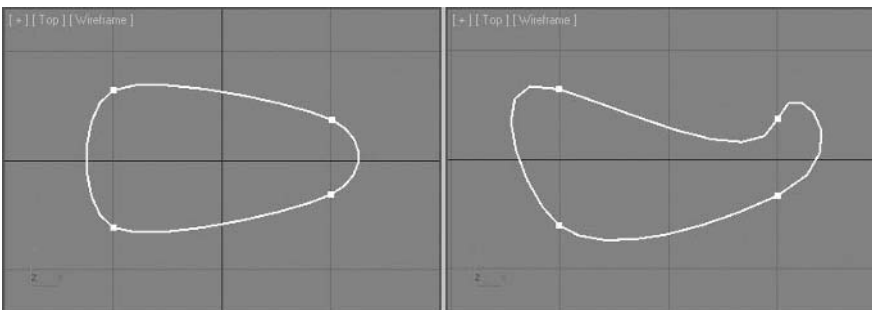 [ + ] [ Top ] [ Wireframe ]
[ + ] [ Top ] [ Wireframe ]
z
z